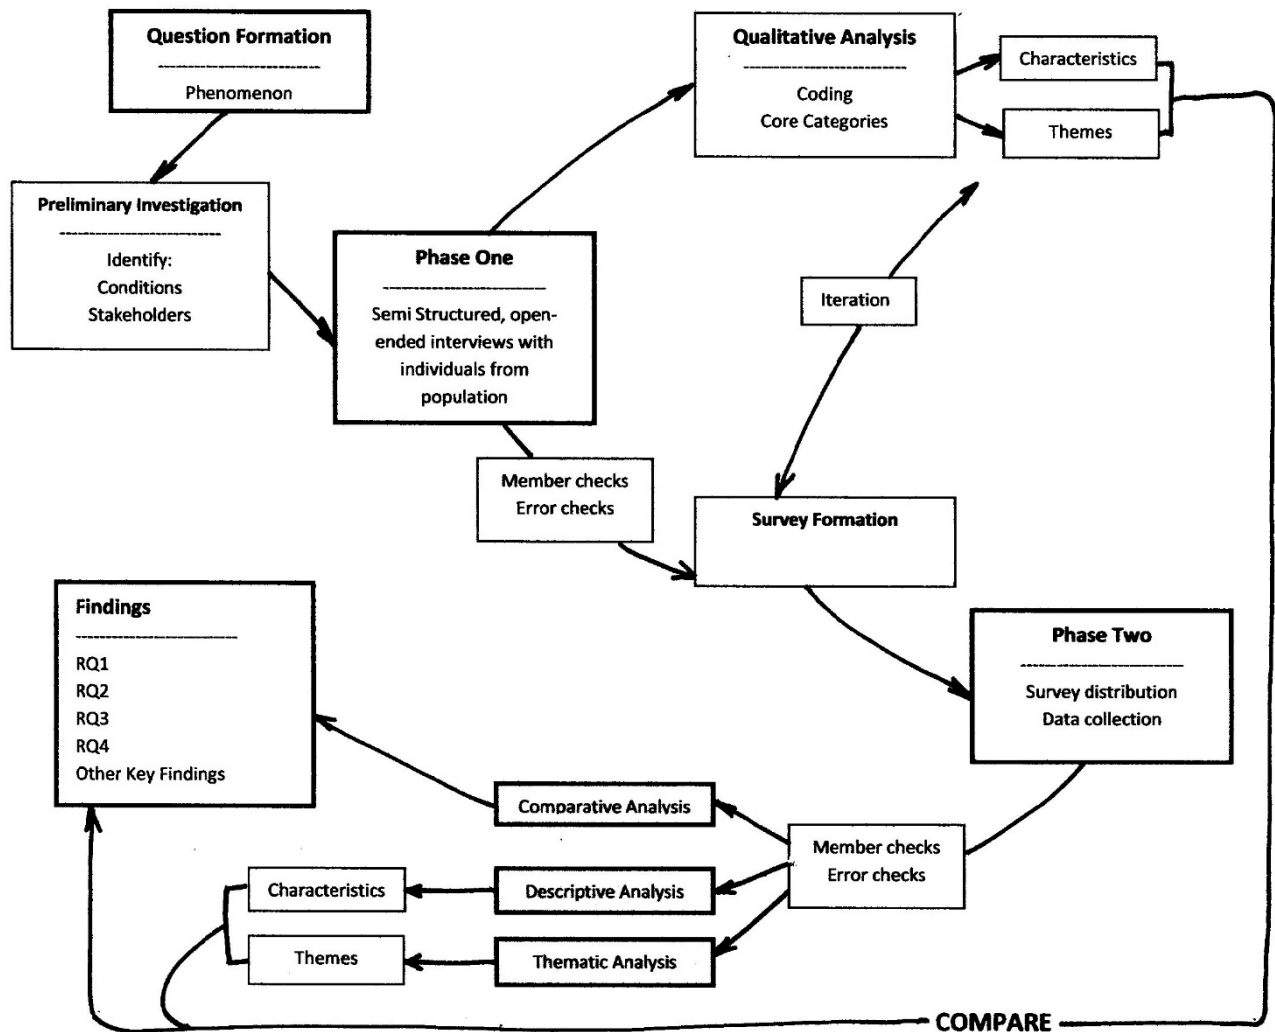 Question Formation
Phenomenon
Preliminary Investigation
Identify:
Conditions
Stakeholders
Phase One
Semi Structured, open-
ended interviews with
individuals from
population
Qualitative Analysis
Coding
Core Categories
Characteristics
Themes
Iteration
Member checks
Error checks
Survey Formation
Phase Two
Survey distribution
Data collection
Member checks
Error checks
Comparative Analysis
Descriptive Analysis
Thematic Analysis
Characteristics
Themes
Findings
RQ1
RQ2
RQ3
RQ4
Other Key Findings
COMPARE